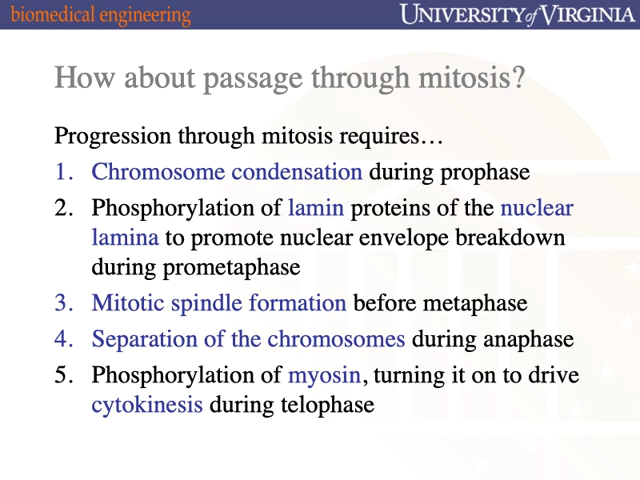 biomedical engineering
UNIVERSITY of VIRGINIA
How about passage through mitosis?
Progression through mitosis requires…
1. Chromosome condensation during prophase
2. Phosphorylation of lamin proteins of the nuclear
lamina to promote nuclear envelope breakdown
during prometaphase
3. Mitotic spindle formation before metaphase
4. Separation of the chromosomes during anaphase
5. Phosphorylation of myosin, turning it on to drive
cytokinesis during telophase